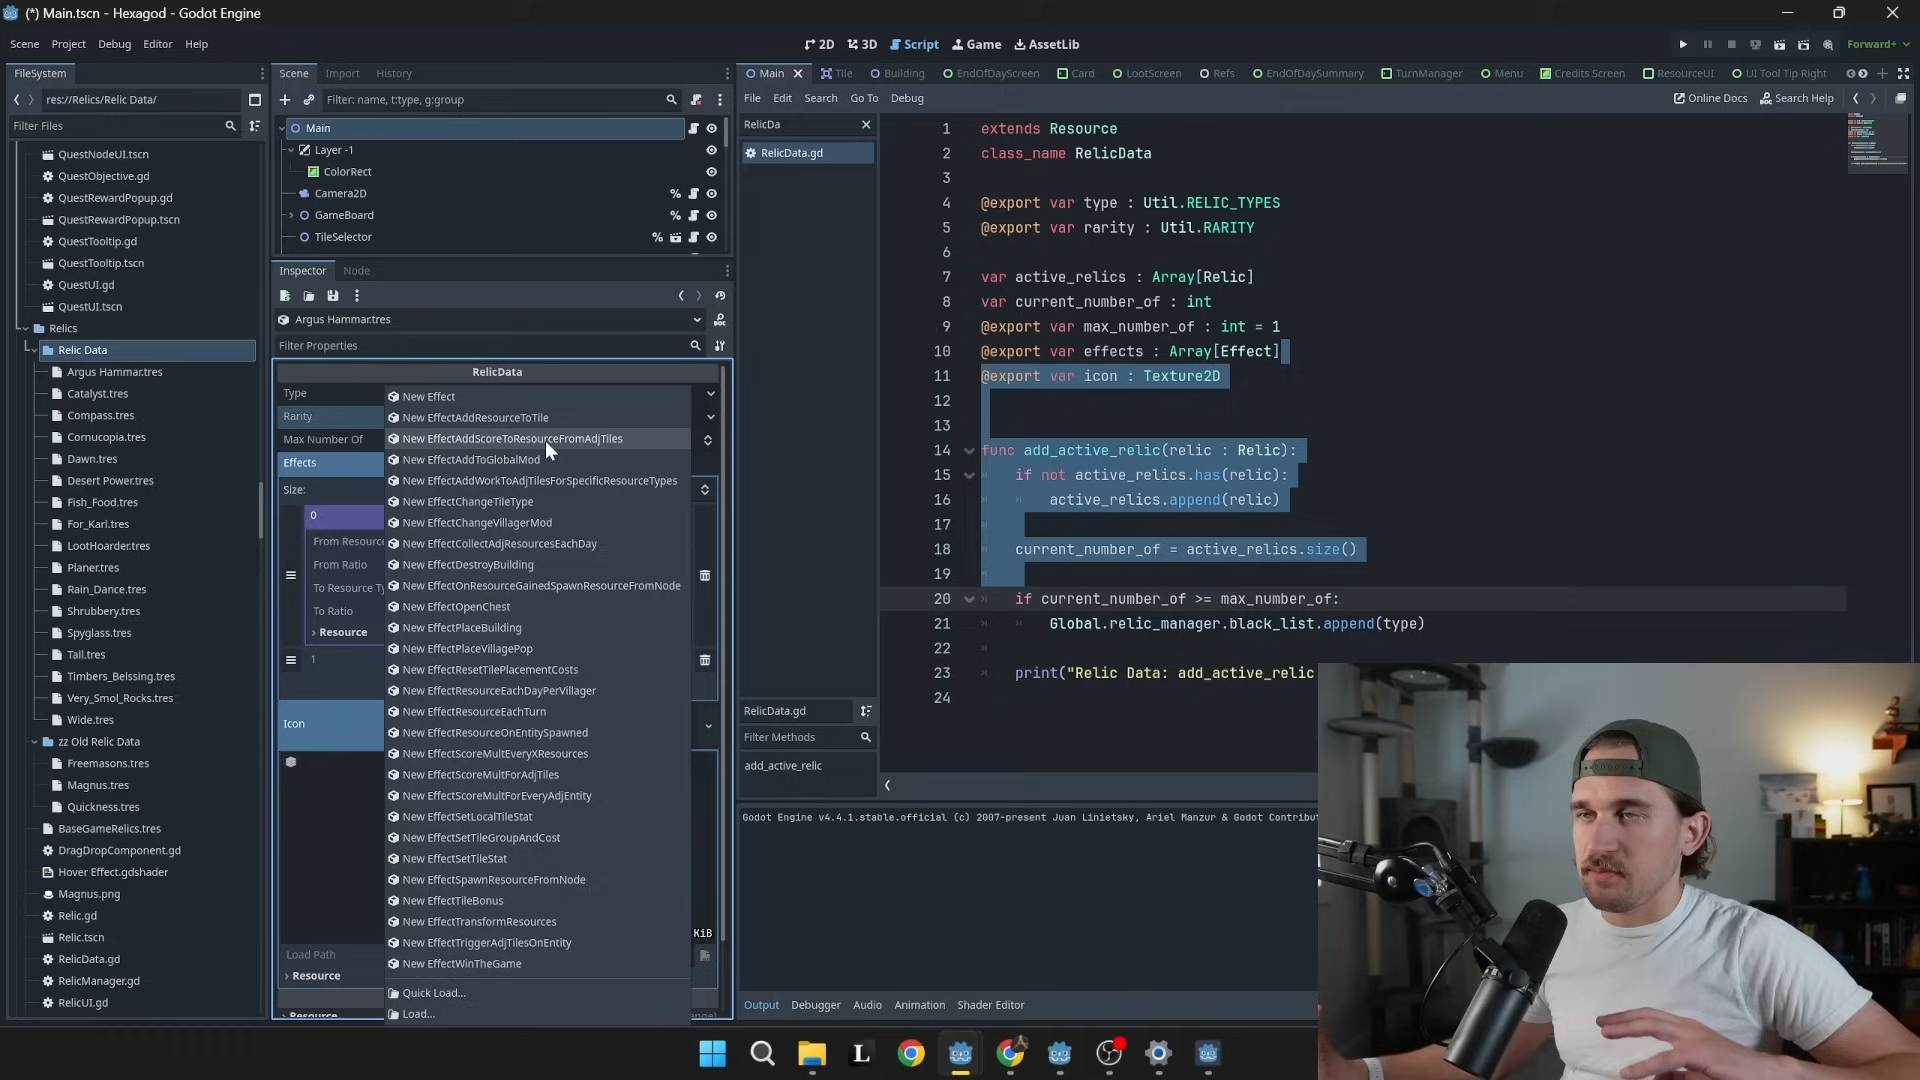 (*) Main.tscn - Hexagod - Godot Engine
Scene Project Debug Editor Help
2D 3D Script Game AssetLib
Forward+
FileSystem
res://Relics/Relic Data/
Filter Files
QuestNodeUI.tscn
QuestObjective.gd
QuestRewardPopup.gd
QuestRewardPopup.tscn
QuestTooltip.gd
QuestTooltip.tscn
QuestUI.gd
QuestUI.tscn
Relics
Relic Data
Argus Hammar.tres
Catalyst.tres
Compass.tres
Cornucopia.tres
Dawn.tres
Desert Power.tres
Fish_Food.tres
For_Karl.tres
LootHoarder.tres
Planer.tres
Rain_Dance.tres
Shrubbery.tres
Spyglass.tres
Tall.tres
Timbers_Belssing.tres
Very_Smol_Rocks.tres
Wide.tres
zz Old Relic Data
Freemasons.tres
Magnus.tres
Quickness.tres
BaseGameRelics.tres
DragDropComponent.gd
Hover Effect.gdshader
Magnus.png
Relic.gd
Relic.tscn
RelicData.gd
RelicManager.gd
RelicUI.gd
Scene Import History
Filter: name, t:type, g:group
Main
Layer -1
ColorRect
Camera2D
GameBoard
TileSelector
Inspector Node
Argus Hammar.tres
Filter Properties
RelicData
Type
Rarity
Max Number Of
Effects
Size:
0
From Resource
From Ratio
To Resource Ty
To Ratio
Resource
1
Icon
KiB
Load Path
Resource
Resource
New Effect
New EffectAddResourceToTile
New EffectAddScoreToResourceFromAdjTiles
New EffectAddToGlobalMod
New EffectAddWorkToAdjTilesForSpecificResourceTypes
New EffectChangeTileType
New EffectChangeVillagerMod
New EffectCollectAdjResourcesEachDay
New EffectDestroyBuilding
New EffectOnResourceGainedSpawnResourceFromNode
New EffectOpenChest
New EffectPlaceBuilding
New EffectPlaceVillagePop
New EffectResetTilePlacementCosts
New EffectResourceEachDayPerVillager
New EffectResourceEachTurn
New EffectResourceOnEntitySpawned
New EffectScoreMultEveryXResources
New EffectScoreMultForAdjTiles
New EffectScoreMultForEveryAdjEntity
New EffectSetLocalTileStat
New EffectSetTileGroupAndCost
New EffectSetTileStat
New EffectSpawnResourceFromNode
New EffectTileBonus
New EffectTransformResources
New EffectTriggerAdjTilesOnEntity
New EffectWinTheGame
Quick Load...
Load...
Main Tile Building EndOfDayScreen Card LootScreen Refs EndOfDaySummary TurnManager Menu Credits Screen ResourceUI UI Tool Tip Right
File Edit Search Go To Debug
Online Docs Search Help
RelicDa
RelicData.gd
RelicData.gd
Filter Methods
add_active_relic
1 extends Resource
2 class_name RelicData
3
4 @export var type : Util.RELIC_TYPES
5 @export var rarity : Util.RARITY
6
7 var active_relics : Array[Relic]
8 var current_number_of : int
9 @export var max_number_of : int = 1
10 @export var effects : Array[Effect]
11 @export var icon : Texture2D
12
13
14 func add_active_relic(relic : Relic):
15 if not active_relics.has(relic):
16 active_relics.append(relic)
17
18 current_number_of = active_relics.size()
19
20 if current_number_of >= max_number_of:
21 Global.relic_manager.black_list.append(type)
22
23 print("Relic Data: add_active_relic
24
Godot Engine v4.4.1.stable.official (c) 2007-present Juan Linietsky, Ariel Manzur & Godot Contribut
Output Debugger Audio Animation Shader Editor
L